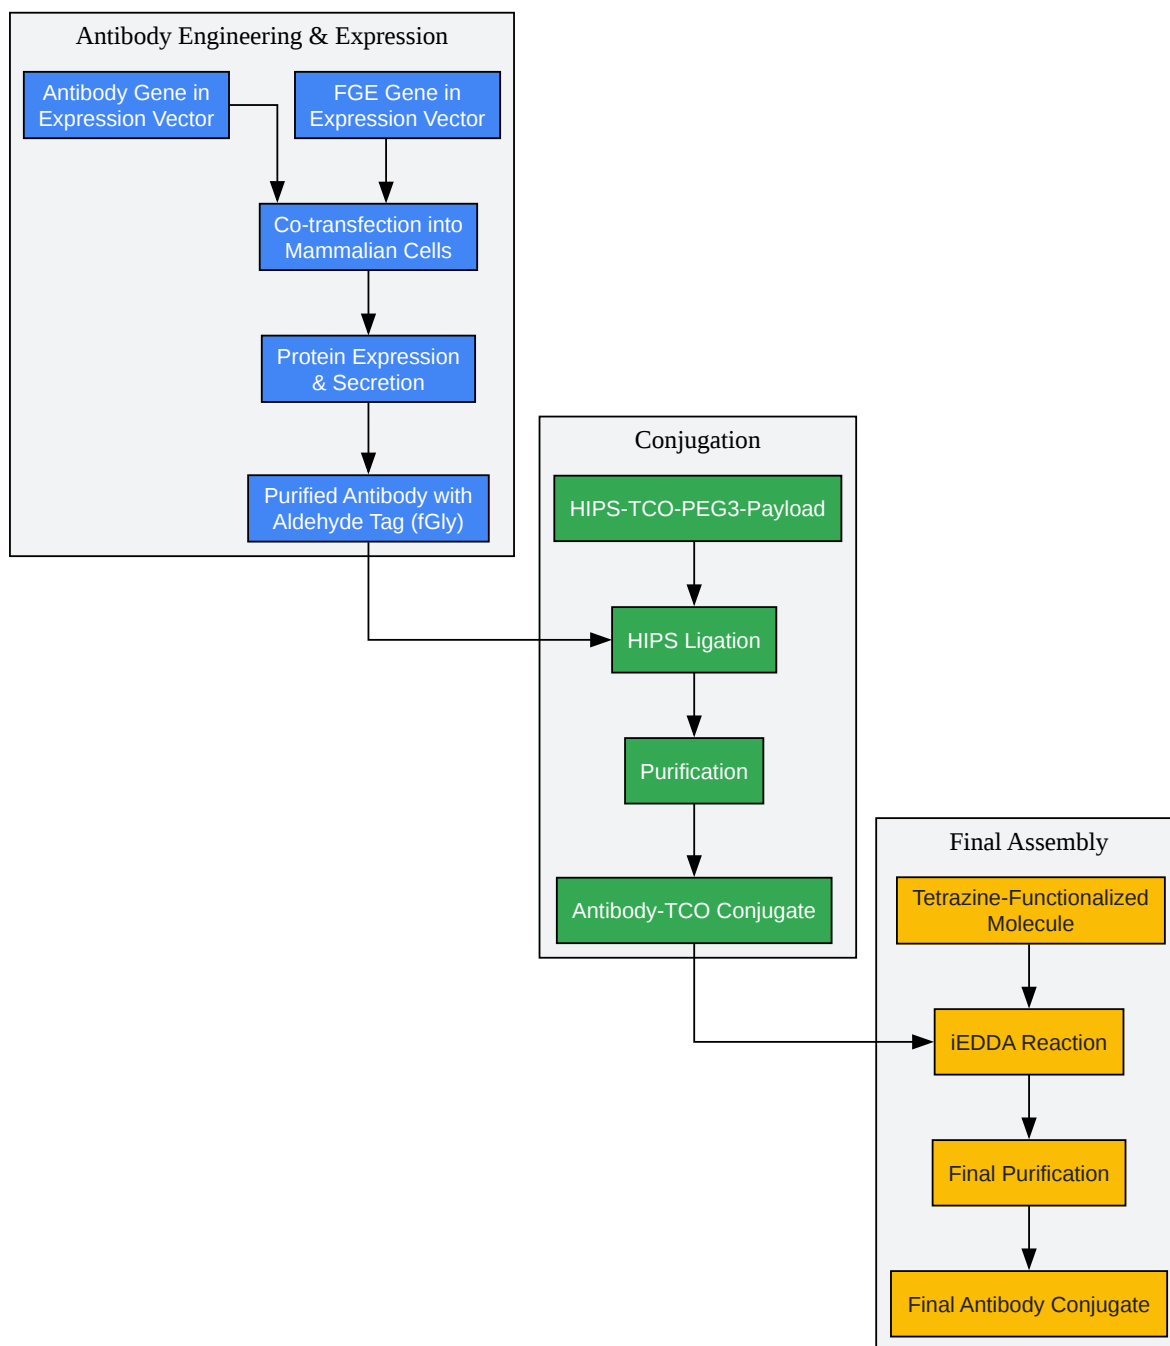 Antibody Engineering & Expression
Antibody Gene in
Expression Vector
FGE Gene in
Expression Vector
Co-transfection into
Mammalian Cells
Protein Expression
& Secretion
Purified Antibody with
Aldehyde Tag (fGly)
Conjugation
HIPS-TCO-PEG3-Payload
HIPS Ligation
Purification
Antibody-TCO Conjugate
Final Assembly
Tetrazine-Functionalized
Molecule
iEDDA Reaction
Final Purification
Final Antibody Conjugate